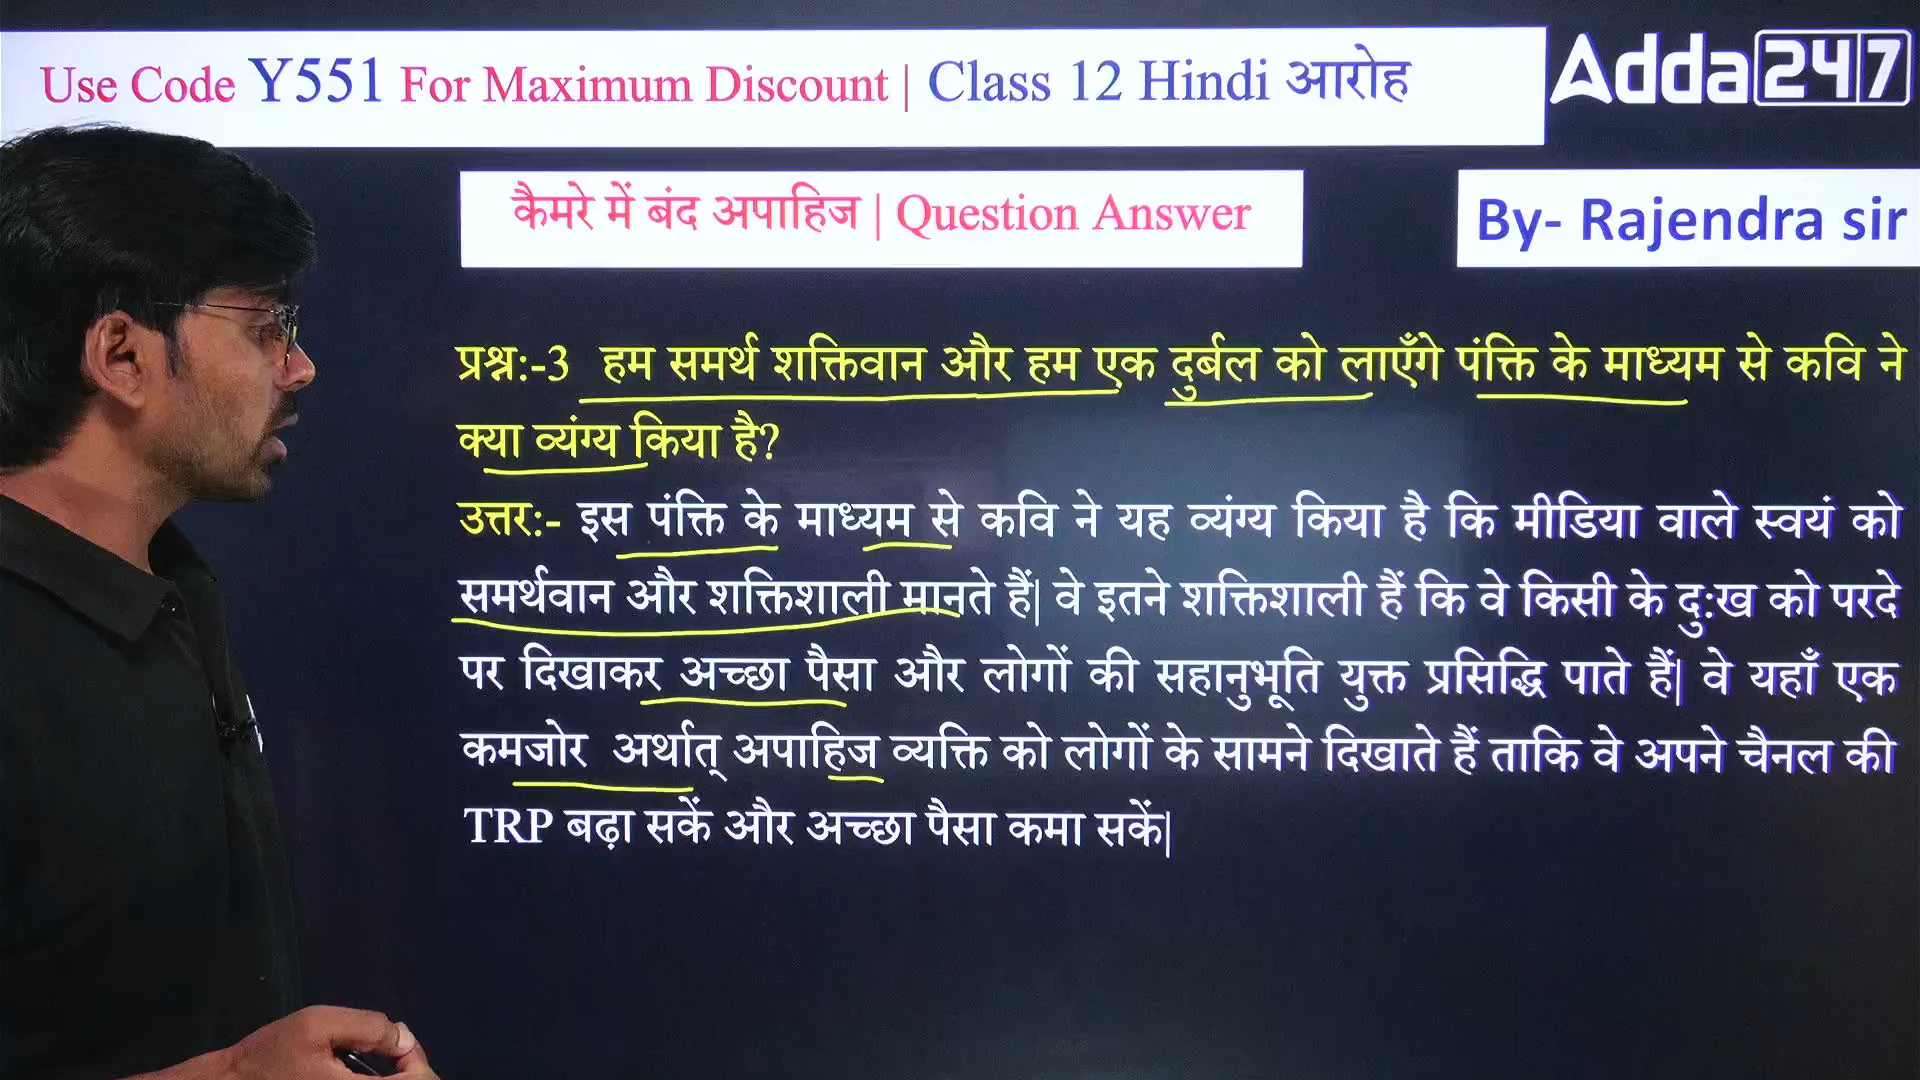 Use Code Y551 For Maximum Discount | Class 12 Hindi आरोह
Adda247
कैमरे में बंद अपाहिज | Question Answer
By- Rajendra sir
प्रश्न:-3 हम समर्थ शक्तिवान और हम एक दुर्बल को लाएँगे पंक्ति के माध्यम से कवि ने
क्या व्यंग्य किया है?
उत्तर:- इस पंक्ति के माध्यम से कवि ने यह व्यंग्य किया है कि मीडिया वाले स्वयं को
समर्थवान और शक्तिशाली मानते हैं| वे इतने शक्तिशाली हैं कि वे किसी के दु:ख को परदे
पर दिखाकर अच्छा पैसा और लोगों की सहानुभूति युक्त प्रसिद्धि पाते हैं| वे यहाँ एक
कमजोर अर्थात् अपाहिज व्यक्ति को लोगों के सामने दिखाते हैं ताकि वे अपने चैनल की
TRP बढ़ा सकें और अच्छा पैसा कमा सकें|